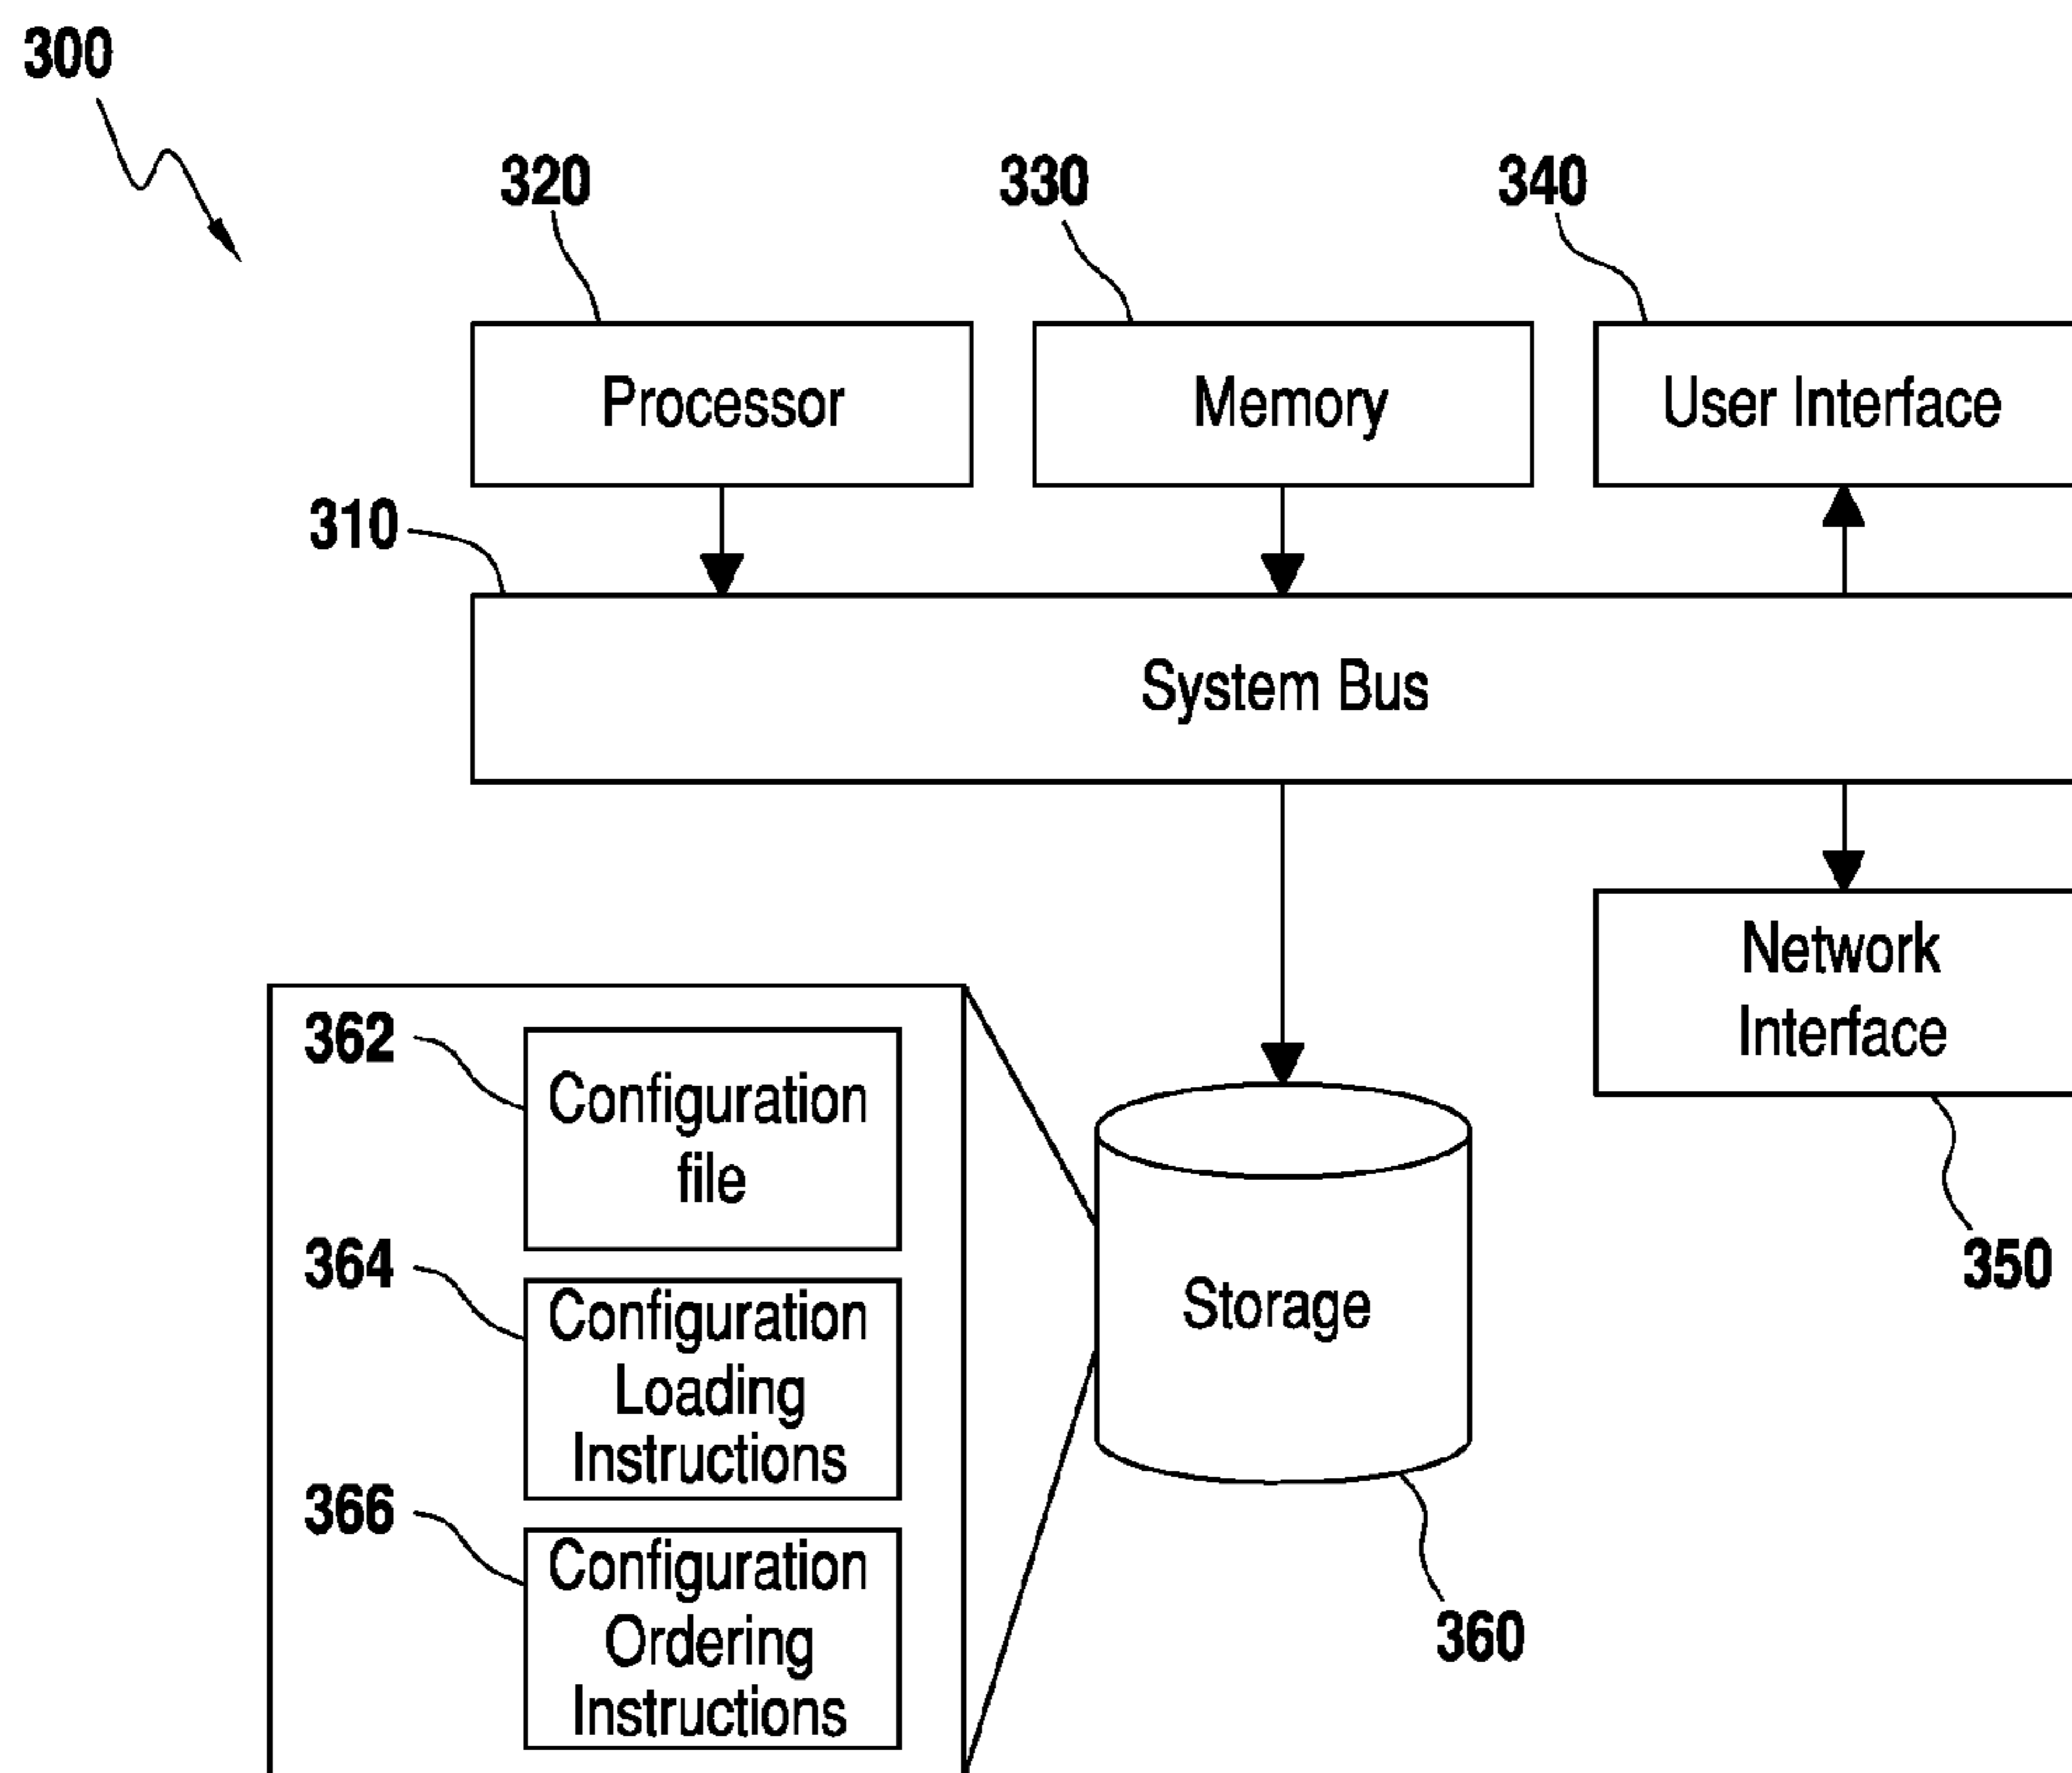 300
320
330
340
Processor
Memory
User Interface
310
System Bus
Network
Interface
362
Configuration
file
364
Configuration
Loading
Instructions
366
Configuration
Ordering
Instructions
Storage
350
360